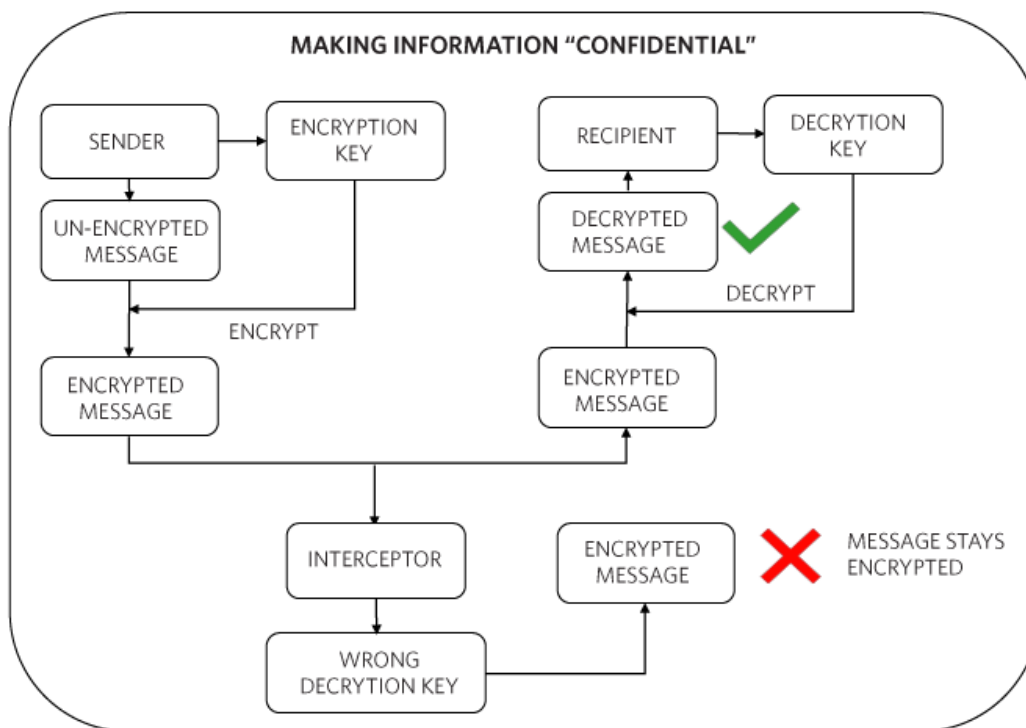 MAKING INFORMATION “CONFIDENTIAL”
SENDER
ENCRYPTION
KEY
UN-ENCRYPTED
MESSAGE
ENCRYPT
ENCRYPTED
MESSAGE
RECIPIENT
DECRYTION
KEY
DECRYPTED
MESSAGE
DECRYPT
ENCRYPTED
MESSAGE
INTERCEPTOR
WRONG
DECRYTION KEY
ENCRYPTED
MESSAGE
MESSAGE STAYS
ENCRYPTED